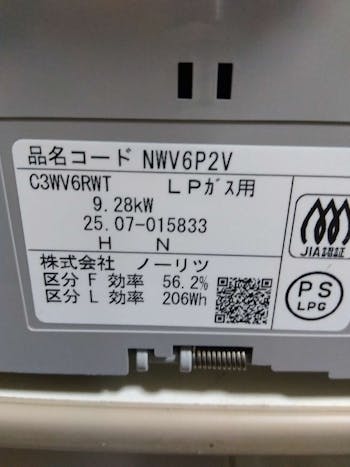 品名コード NWV6P2V
C3WV6RWT LPガス用
9.28kW
25.07-015833
H N
株式会社 ノーリツ
区分 F 効率 56.2%
区分 L 効率 206Wh
JIA認証
PS
LPG